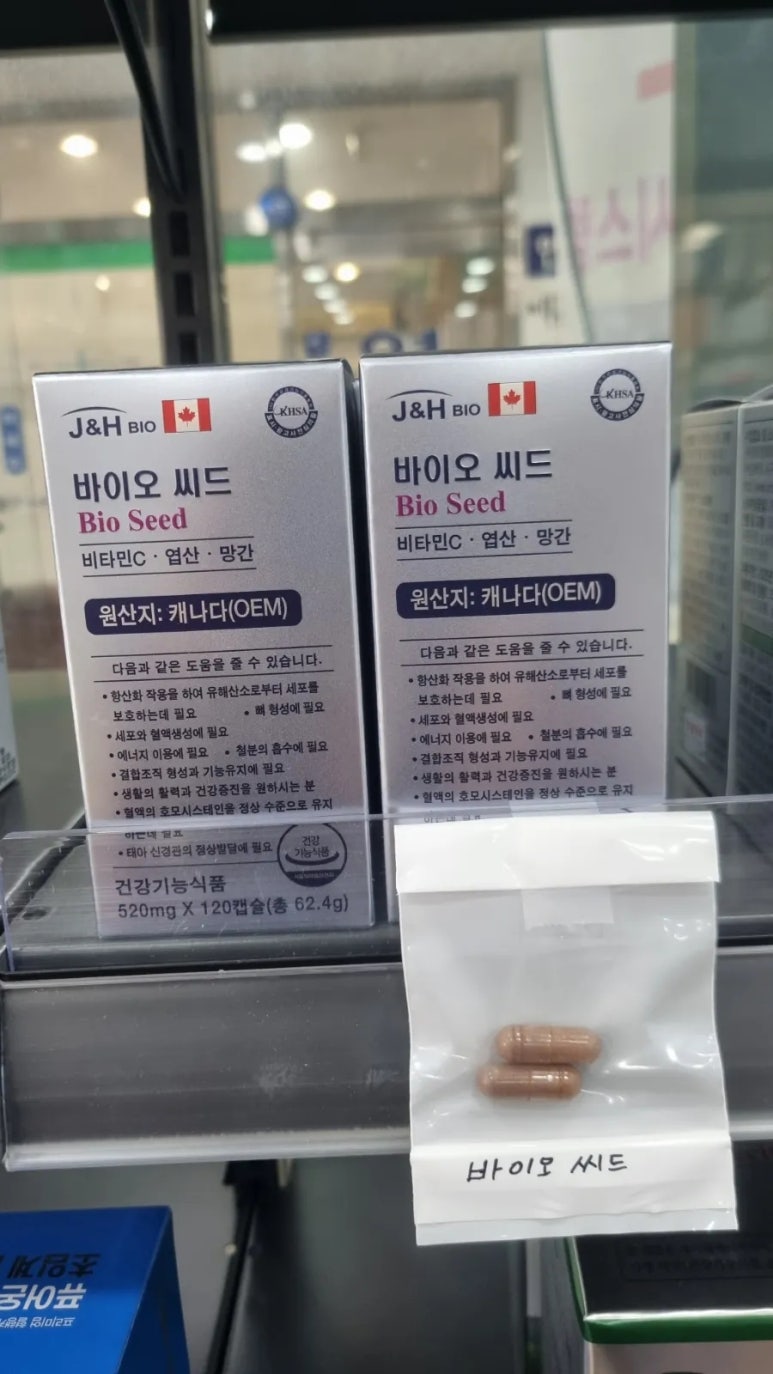 J&H BIO
KHSA
바이오 씨드
Bio Seed
비타민C · 엽산 · 망간
원산지: 캐나다(OEM)
다음과 같은 도움을 줄 수 있습니다.
• 항산화 작용을 하여 유해산소로부터 세포를
보호하는데 필요 • 뼈 형성에 필요
• 세포와 혈액생성에 필요
• 에너지 이용에 필요 • 철분의 흡수에 필요
• 결합조직 형성과 기능유지에 필요
• 생활의 활력과 건강증진을 원하시는 분
• 혈액의 호모시스테인을 정상 수준으로 유지
하는데 필요
• 태아 신경관의 정상발달에 필요
건강
기능식품
건강기능식품
520mg X 120캡슐(총 62.4g)
J&H BIO
KHSA
바이오 씨드
Bio Seed
비타민C · 엽산 · 망간
원산지: 캐나다(OEM)
다음과 같은 도움을 줄 수 있습니다.
• 항산화 작용을 하여 유해산소로부터 세포를
보호하는데 필요 • 뼈 형성에 필요
• 세포와 혈액생성에 필요
• 에너지 이용에 필요 • 철분의 흡수에 필요
• 결합조직 형성과 기능유지에 필요
• 생활의 활력과 건강증진을 원하시는 분
• 혈액의 호모시스테인을 정상 수준으로 유지
하는데 필요
바이오 씨드
초임계
퓨어온